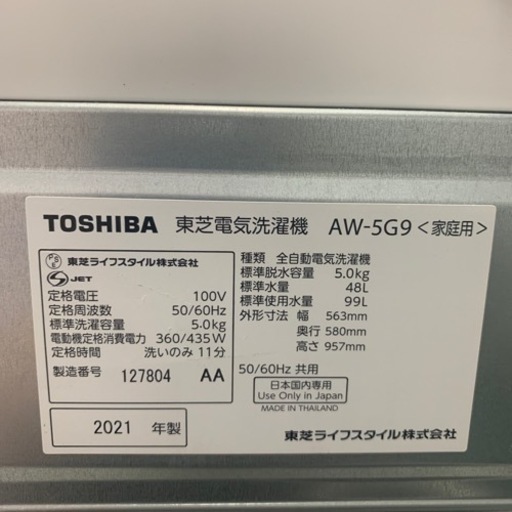 TOSHIBA 東芝電気洗濯機 AW-5G9<家庭用>
PSE 東芝ライフスタイル株式会社
S-JET
定格電圧 100V
定格周波数 50/60Hz
標準洗濯容量 5.0kg
電動機定格消費電力 360/435W
定格時間 洗いのみ 11分
製造番号 127804 AA
2021 年製
種類 全自動電気洗濯機
標準脱水容量 5.0kg
標準水量 48L
標準使用水量 99L
外形寸法 幅 563mm
奥行 580mm
高さ 957mm
50/60Hz 共用
日本国内専用
Use Only in Japan
MADE IN THAILAND
東芝ライフスタイル株式会社